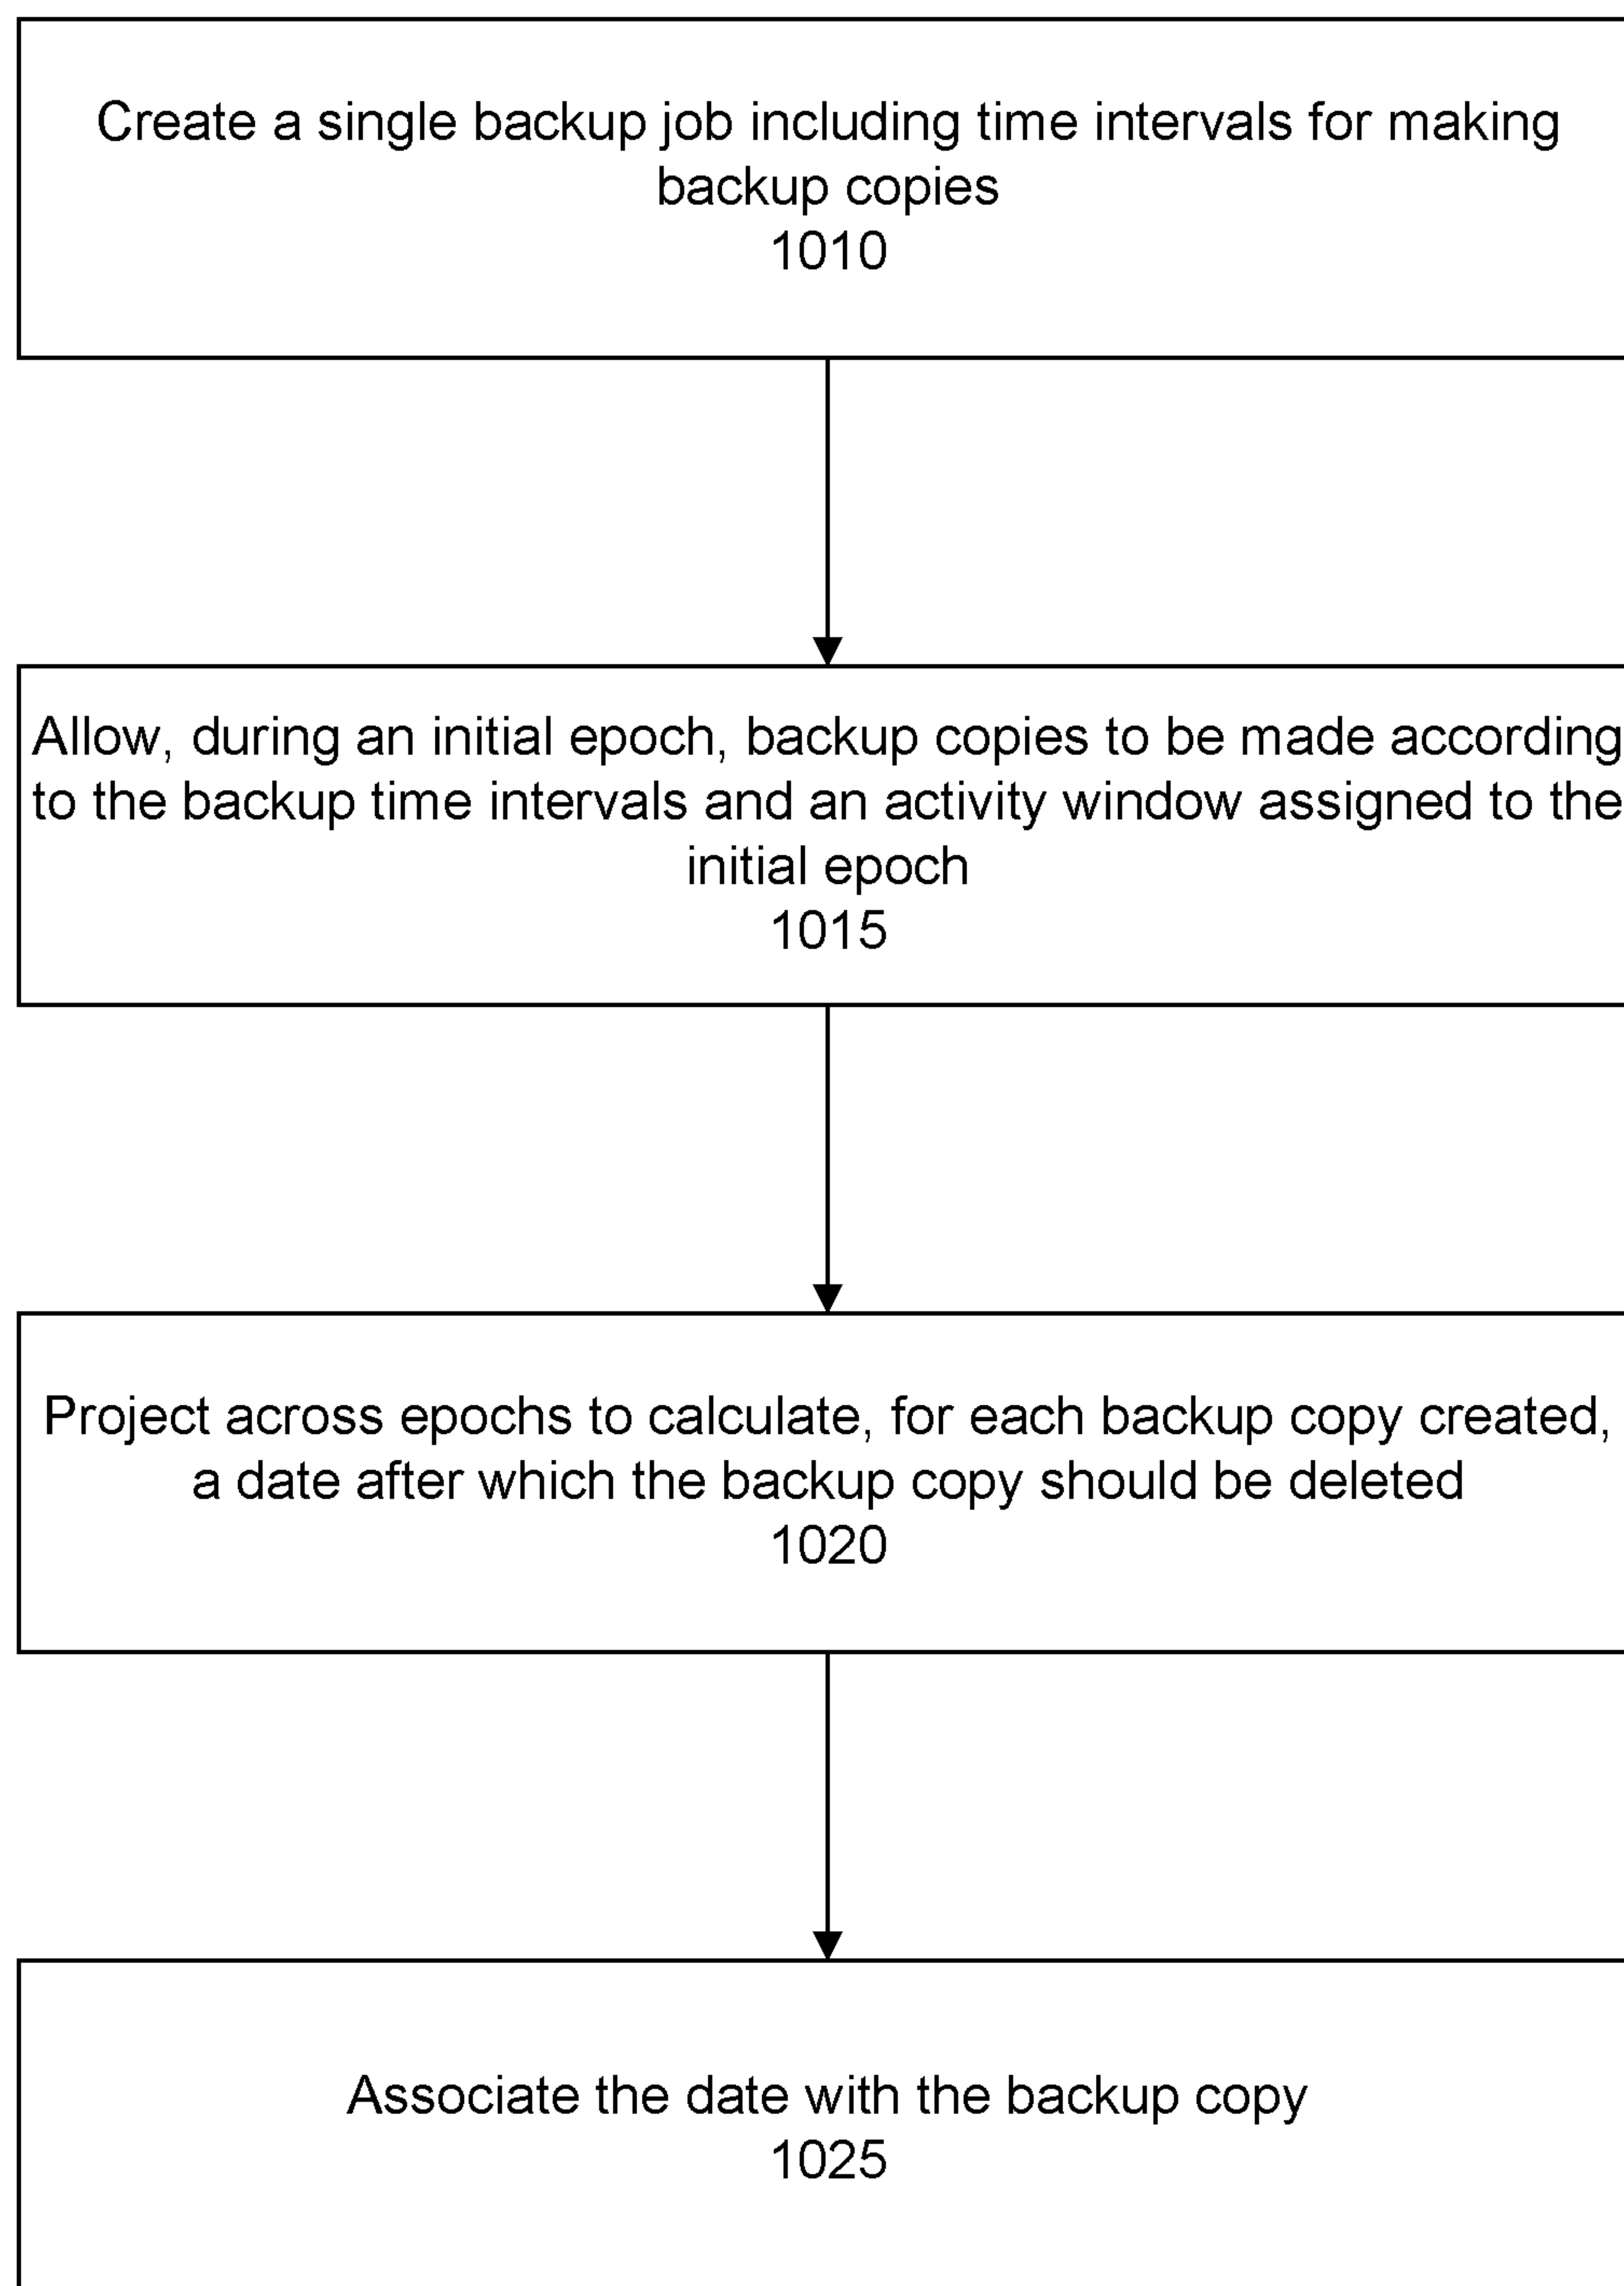 Create a single backup job including time intervals for making
backup copies
1010
Allow, during an initial epoch, backup copies to be made according
to the backup time intervals and an activity window assigned to the
initial epoch
1015
Project across epochs to calculate, for each backup copy created,
a date after which the backup copy should be deleted
1020
Associate the date with the backup copy
1025